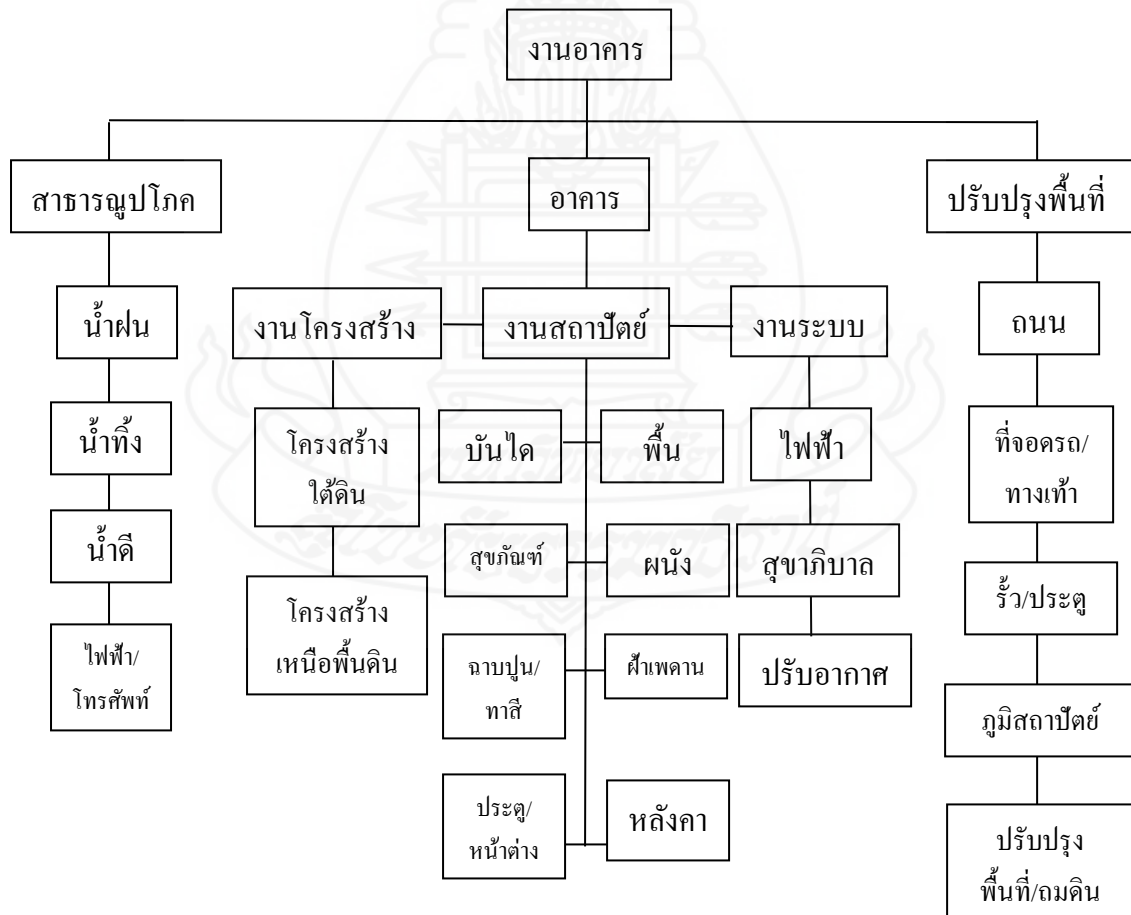 งานอาคาร
สาธารณูปโภค
อาคาร
ปรับปรุงพื้นที่
น้ำฝน
งานโครงสร้าง
งานสถาปัตย์
งานระบบ
ถนน
น้ำทิ้ง
โครงสร้าง
ใต้ดิน
บันใด
พื้น
ไฟฟ้า
ที่จอดรถ/
ทางเท้า
น้ำดี
สุขภัณฑ์
ผนัง
สุขาภิบาล
รั้ว/ประตู
โครงสร้าง
เหนือพื้นดิน
ไฟฟ้า/
โทรศัพท์
ฉาบปูน/
ทาสี
ฝ้าเพดาน
ปรับอากาศ
ภูมิสถาปัตย์
ประตู/
หน้าต่าง
หลังคา
ปรับปรุง
พื้นที่/ถมดิน